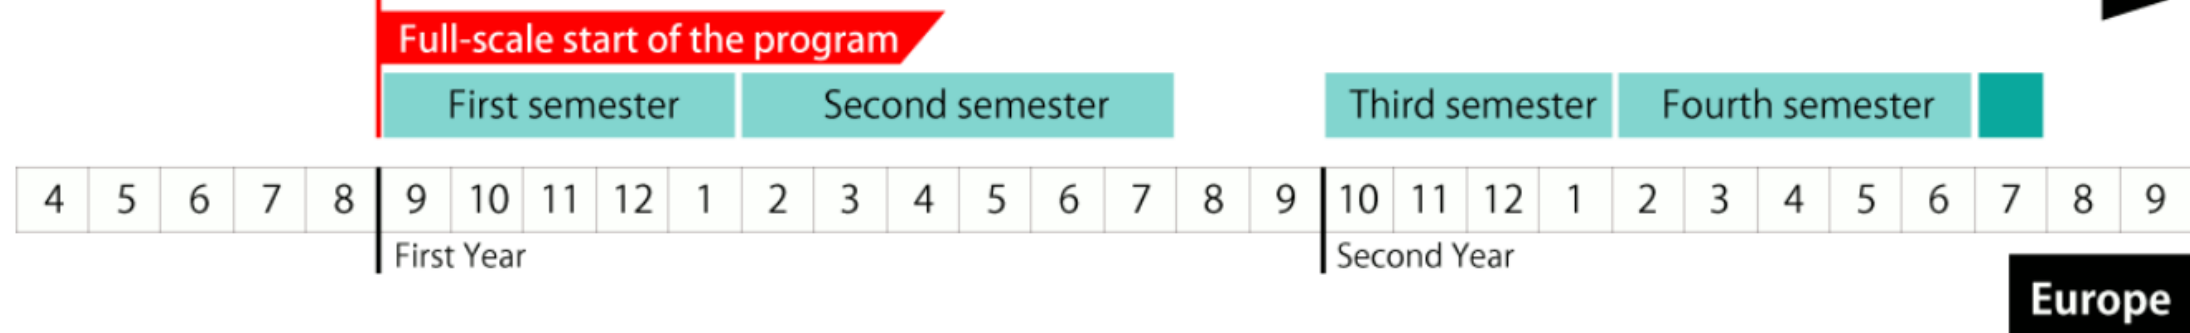 Full-scale start of the program
First semester Second semester Third semester Fourth semester
4 5 6 7 8 9 10 11 12 1 2 3 4 5 6 7 8 9 10 11 12 1 2 3 4 5 6 7 8 9
First Year Second Year
Europe